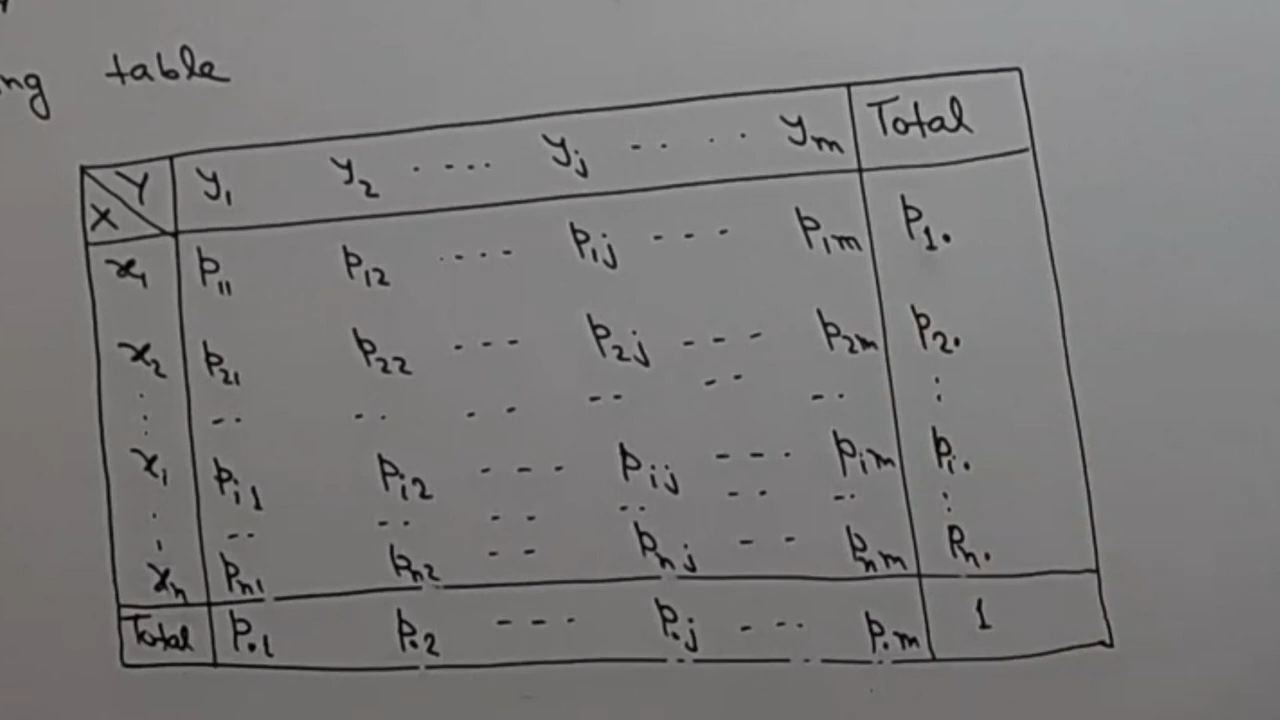 ng table
X Y y₁ y₂ .... yⱼ ..... yₘ Total
x₁ p₁₁ p₁₂ .... p₁ⱼ --- p₁ₘ p₁.
x₂ p₂₁ p₂₂ --- p₂ⱼ --- p₂ₘ p₂.
: .. .. .. .. .. .. :
xᵢ pᵢ₁ pᵢ₂ --- pᵢⱼ --- pᵢₘ pᵢ.
: .. .. .. .. .. .. :
xₙ pₙ₁ pₙ₂ -- pₙⱼ -- pₙₘ pₙ.
Total p.₁ p.₂ --- p.ⱼ --- p.ₘ 1